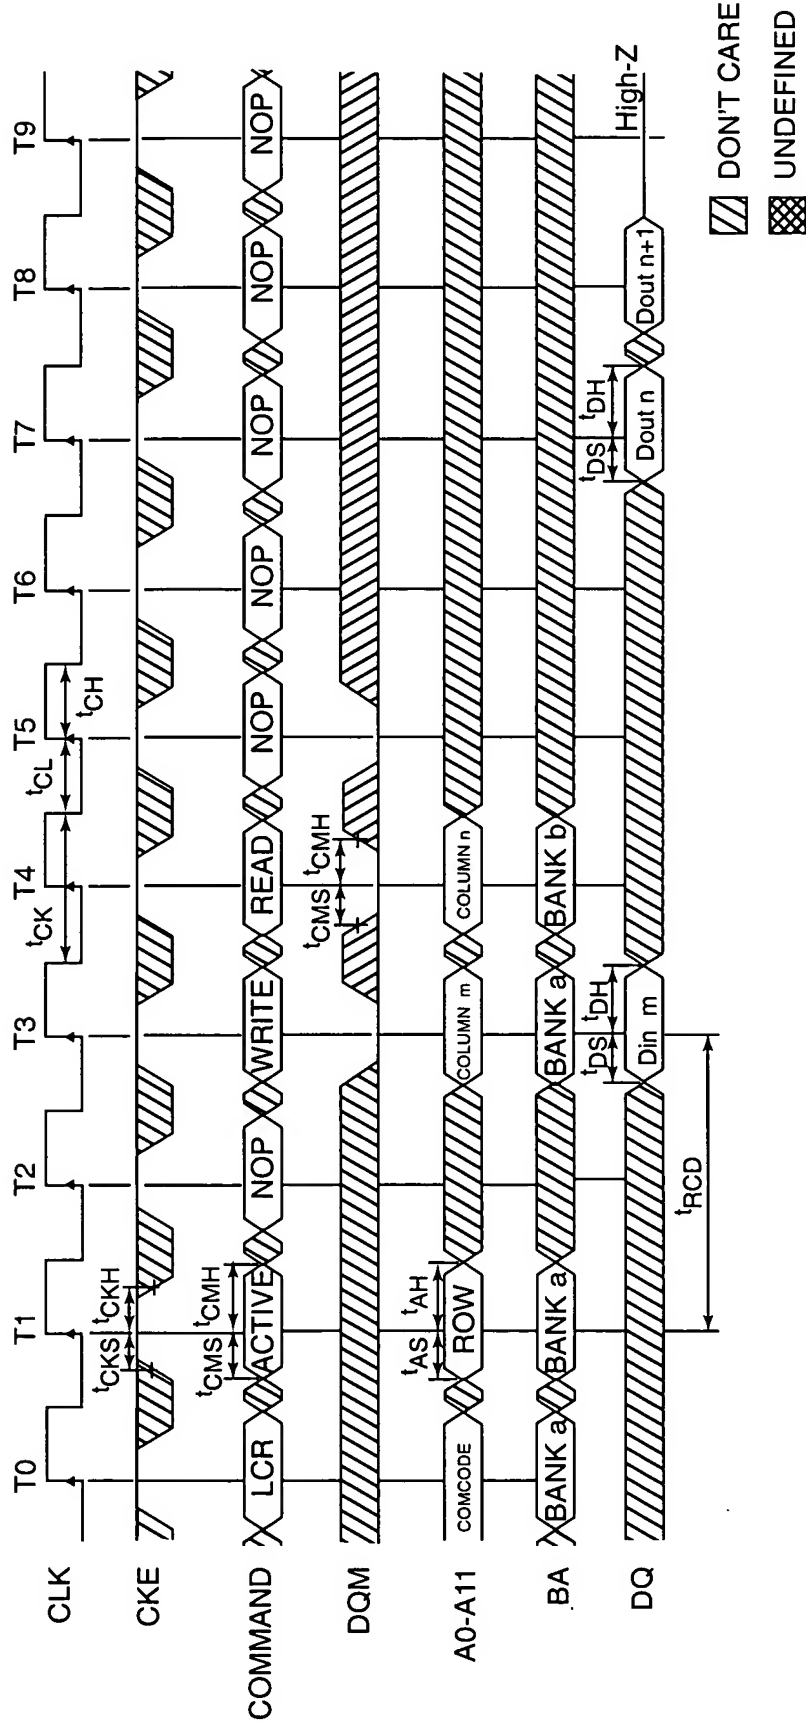 T0 T1 T2 T3 T4 T5 T6 T7 T8 T9
CLK
tCK tCL tCH
CKE
tCKS tCKH
COMMAND LCR ACTIVE NOP WRITE READ NOP NOP NOP NOP NOP
tCMS tCMH
DQM
tCMS tCMH
A0-A11 COMCODE ROW COLUMN m COLUMN n
tAS tAH
BA BANK a BANK a BANK a BANK b
DQ Din m Dout n Dout n+1 High-Z
tDS tDH tDS tDH
tRCD
DON'T CARE
UNDEFINED